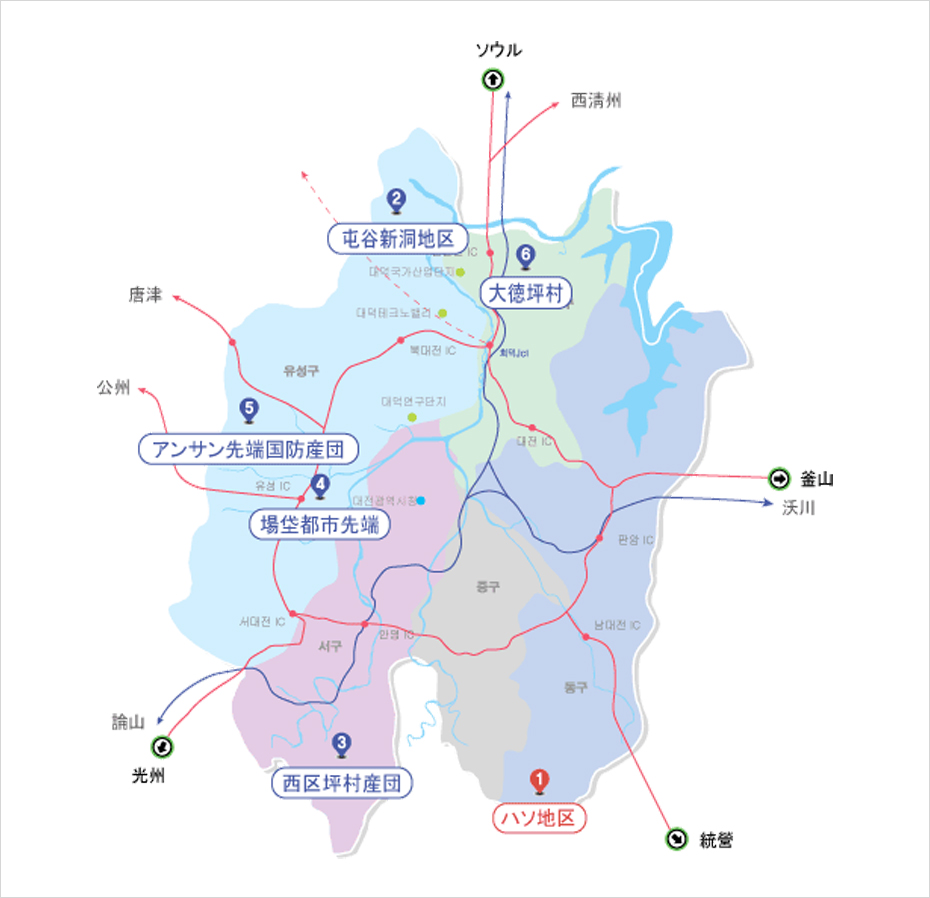 ソウル
西清州
2
屯谷新洞地区
IC
6
대덕국가산업단지
大徳坪村
唐津
대덕테크노밸리
북대전 IC
회덕Jct
유성구
公州
대덕연구단지
5
대전 IC
アンサン先端国防産団
유성 IC
4
釜山
대전광역시청
沃川
場垈都市先端
판암 IC
중구
서대전 IC
남대전 IC
안영 IC
서구
동구
論山
3
光州
西区坪村産団
1
ハソ地区
統營